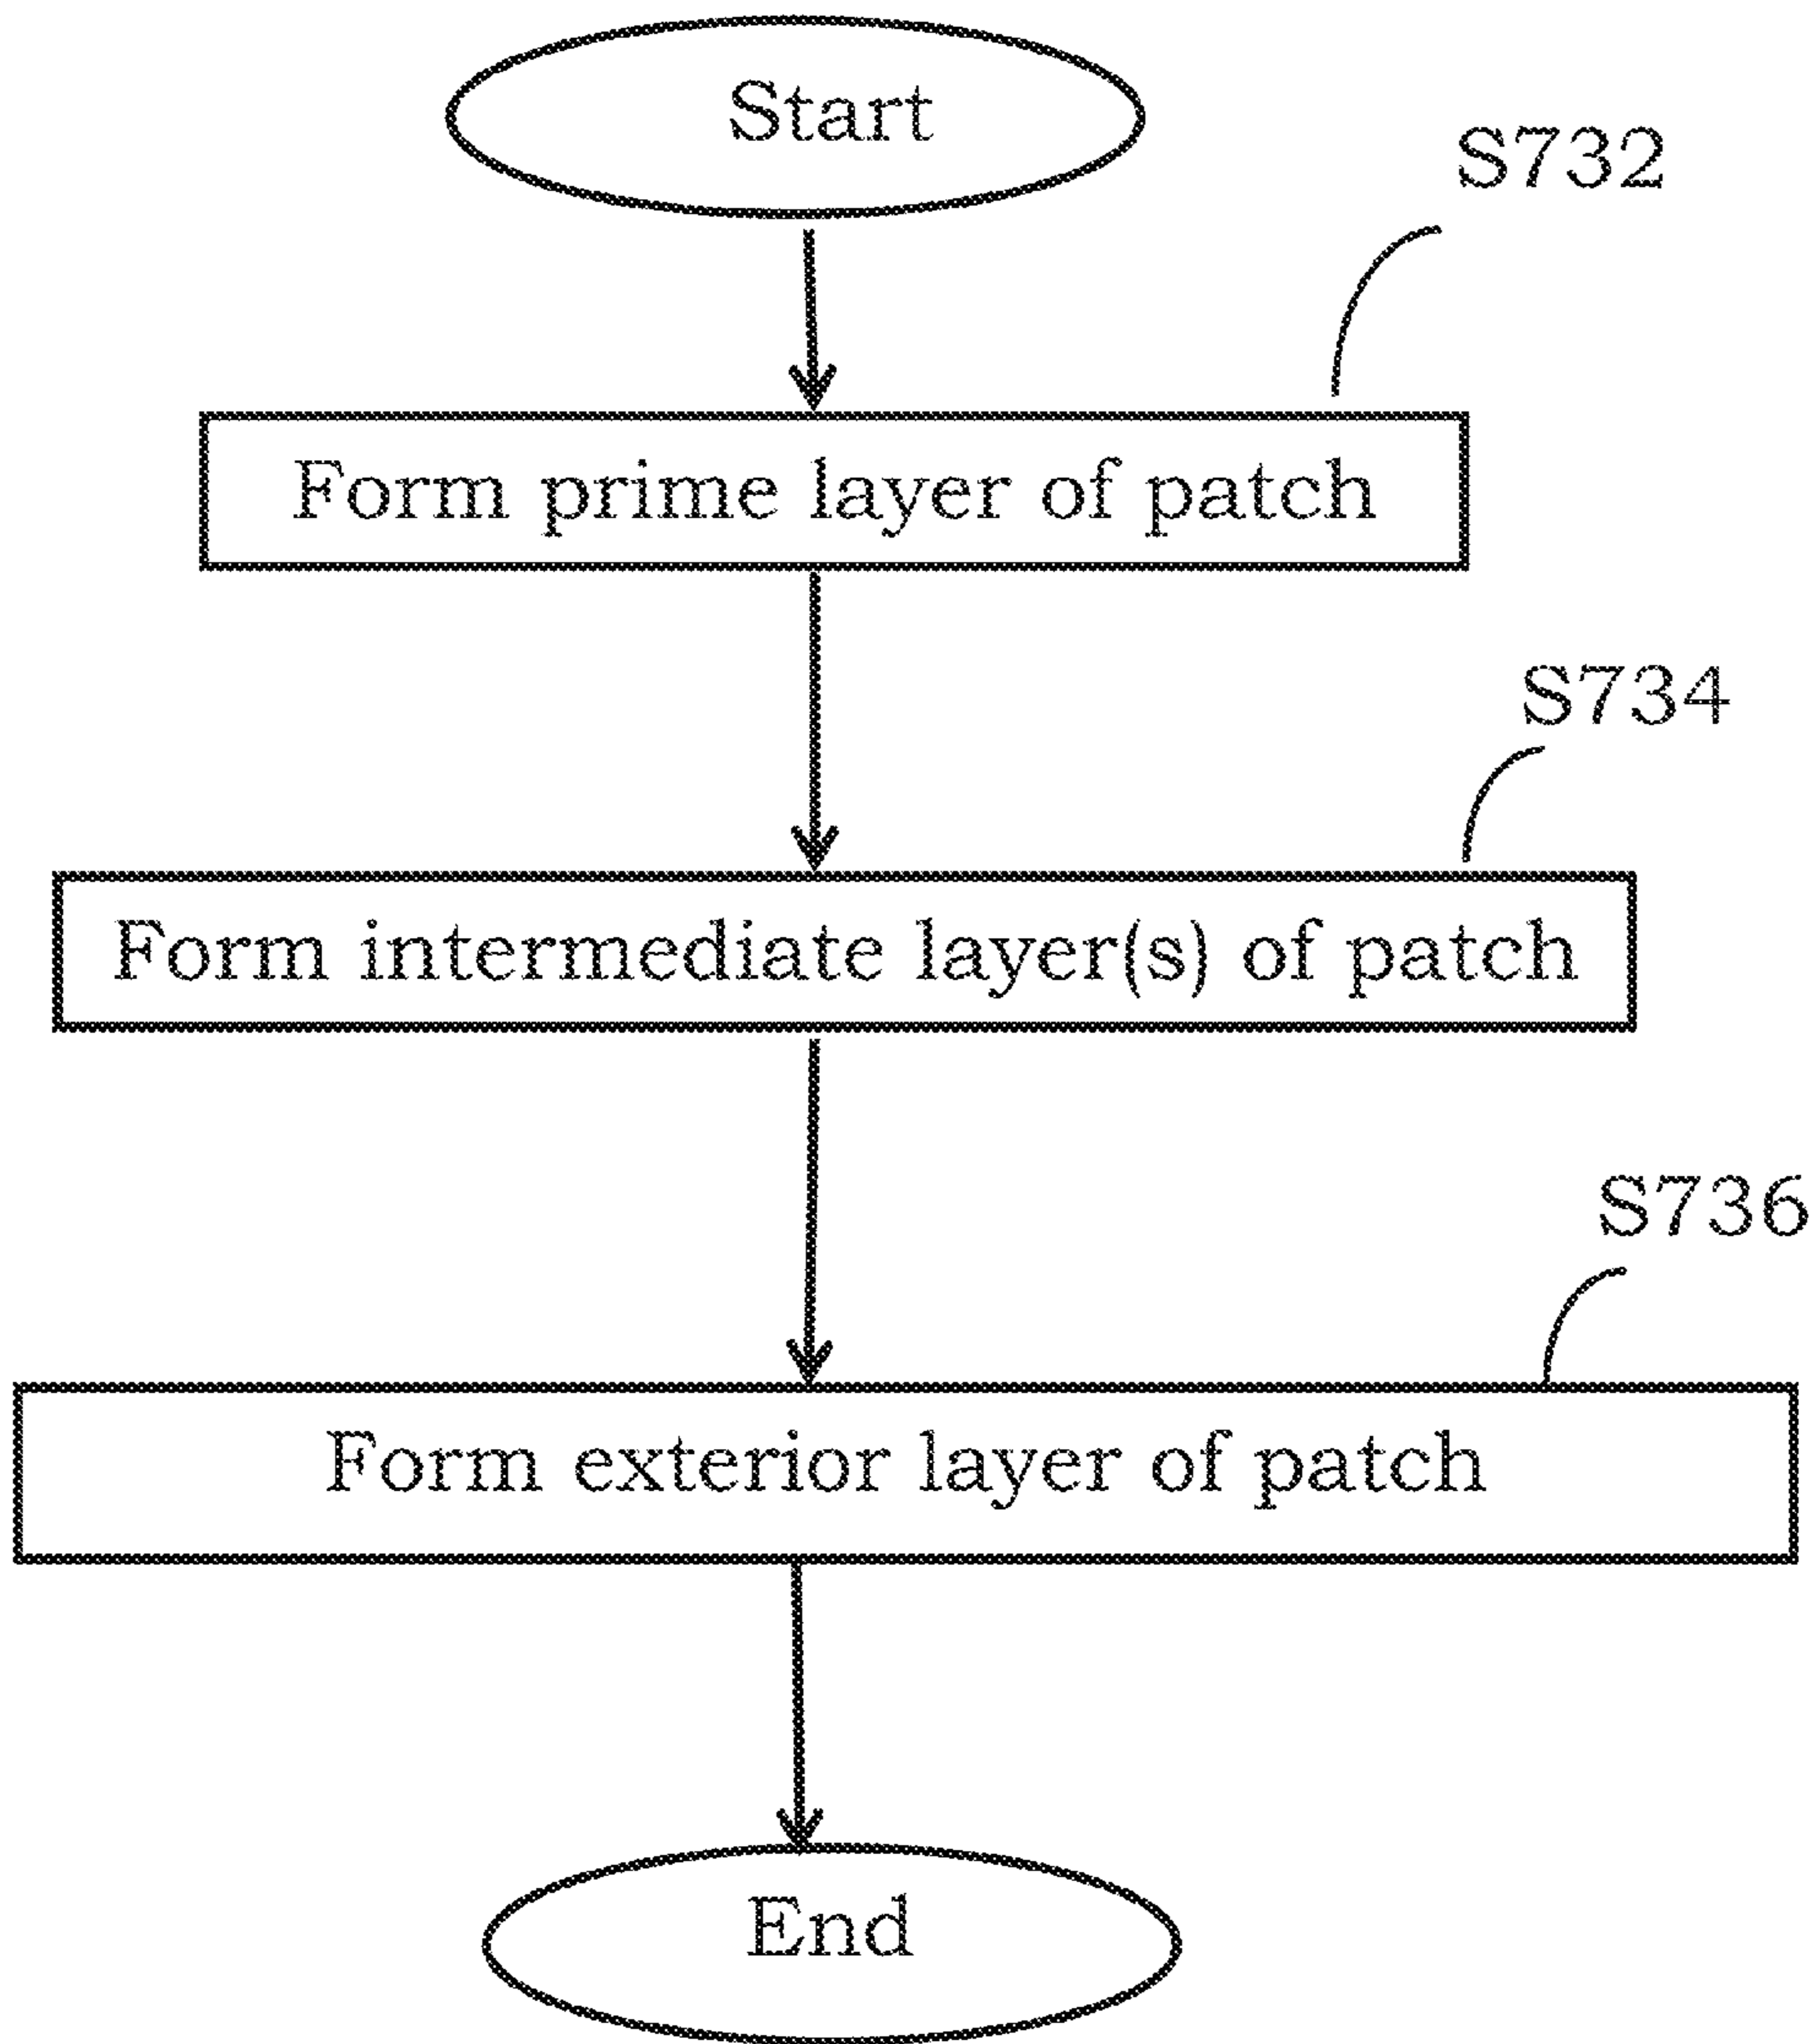 Start
S732
Form prime layer of patch
S734
Form intermediate layer(s) of patch
S736
Form exterior layer of patch
End